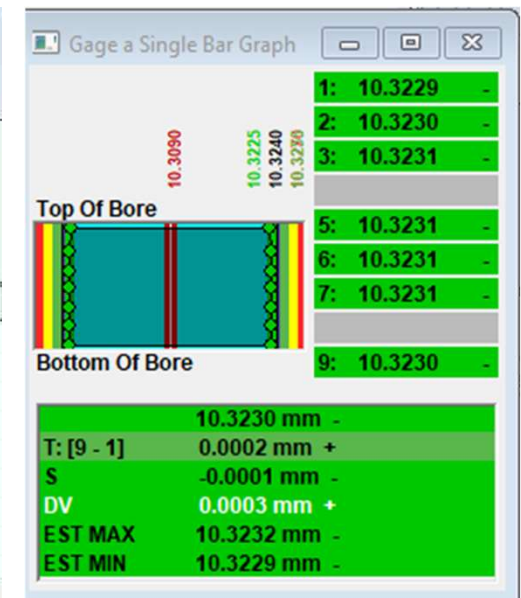 Gage a Single Bar Graph
10.3090
10.3225
10.3240
Top Of Bore
Bottom Of Bore
1: 10.3229 -
2: 10.3230 -
3: 10.3231 -
5: 10.3231 -
6: 10.3231 -
7: 10.3231 -
9: 10.3230 -
10.3230 mm -
T: [9 - 1] 0.0002 mm +
S -0.0001 mm -
DV 0.0003 mm +
EST MAX 10.3232 mm -
EST MIN 10.3229 mm -